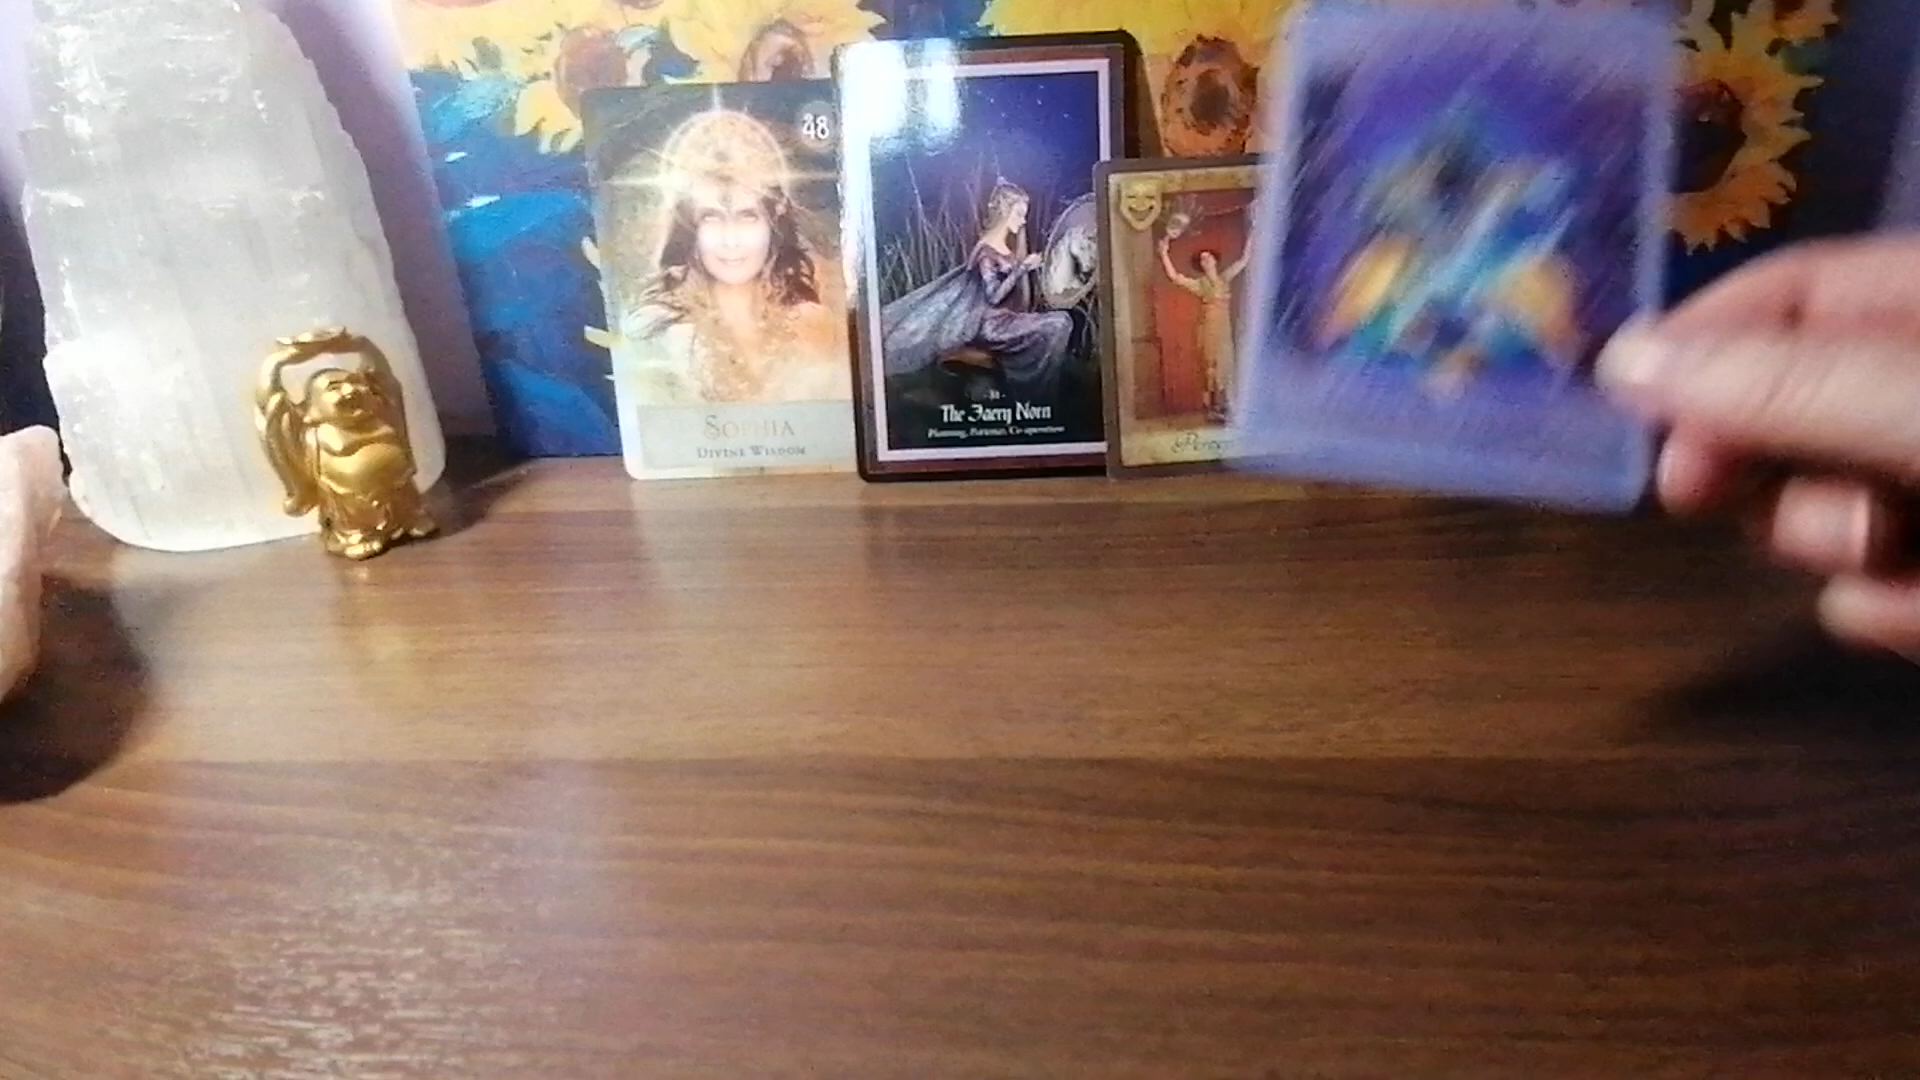 48
SOPHIA
DIVINE WISDOM
The Faery Norn
Planning, Patience, Co-operation